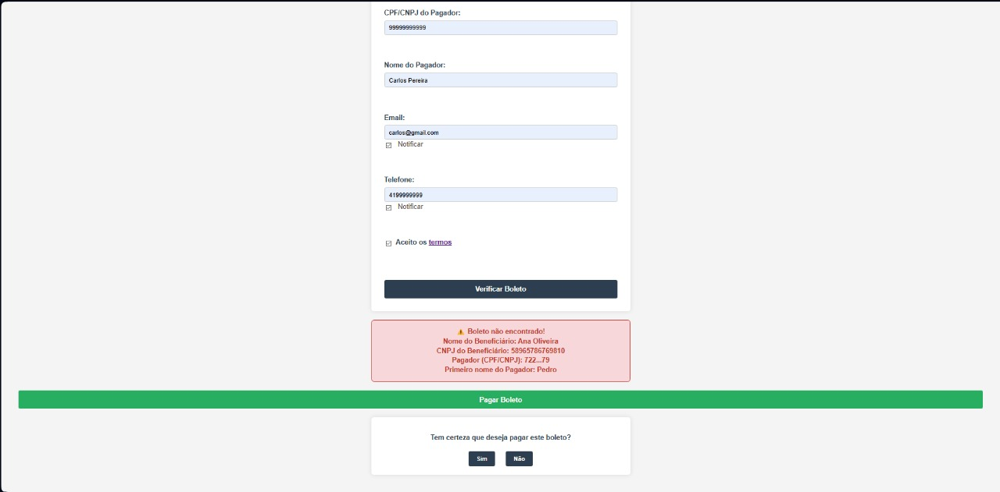 CPF/CNPJ do Pagador:
99999999999
Nome do Pagador:
Carlos Pereira
Email:
carlos@gmail.com
Notificar
Telefone:
4199999999
Notificar
Aceito os termos
Verificar Boleto
⚠️ Boleto não encontrado!
Nome do Beneficiário: Ana Oliveira
CNPJ do Beneficiário: 58965786769810
Pagador (CPF/CNPJ): 722...79
Primeiro nome do Pagador: Pedro
Pagar Boleto
Tem certeza que deseja pagar este boleto?
Sim
Não